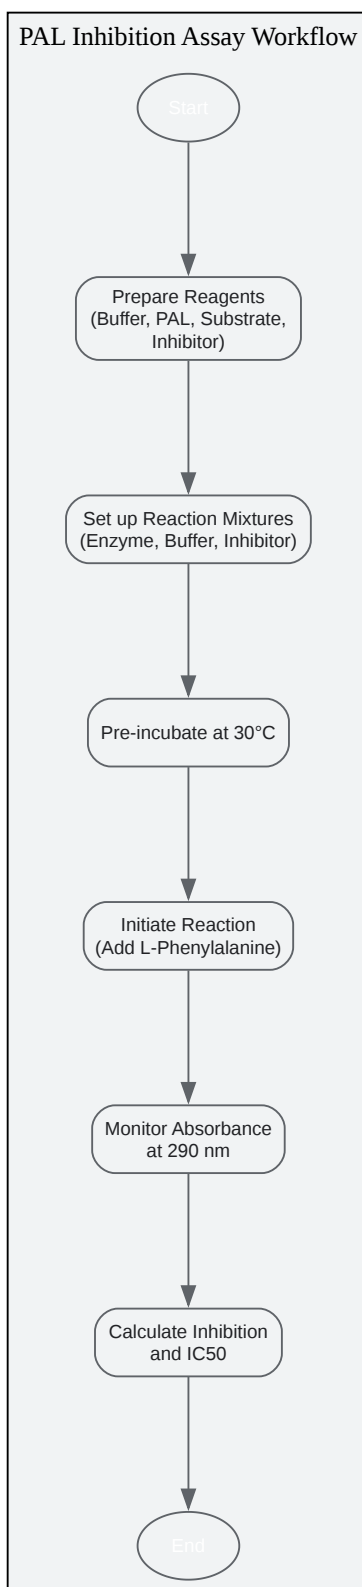 PAL Inhibition Assay Workflow
Start
Prepare Reagents
(Buffer, PAL, Substrate,
Inhibitor)
Set up Reaction Mixtures
(Enzyme, Buffer, Inhibitor)
Pre-incubate at 30°C
Initiate Reaction
(Add L-Phenylalanine)
Monitor Absorbance
at 290 nm
Calculate Inhibition
and IC50
End